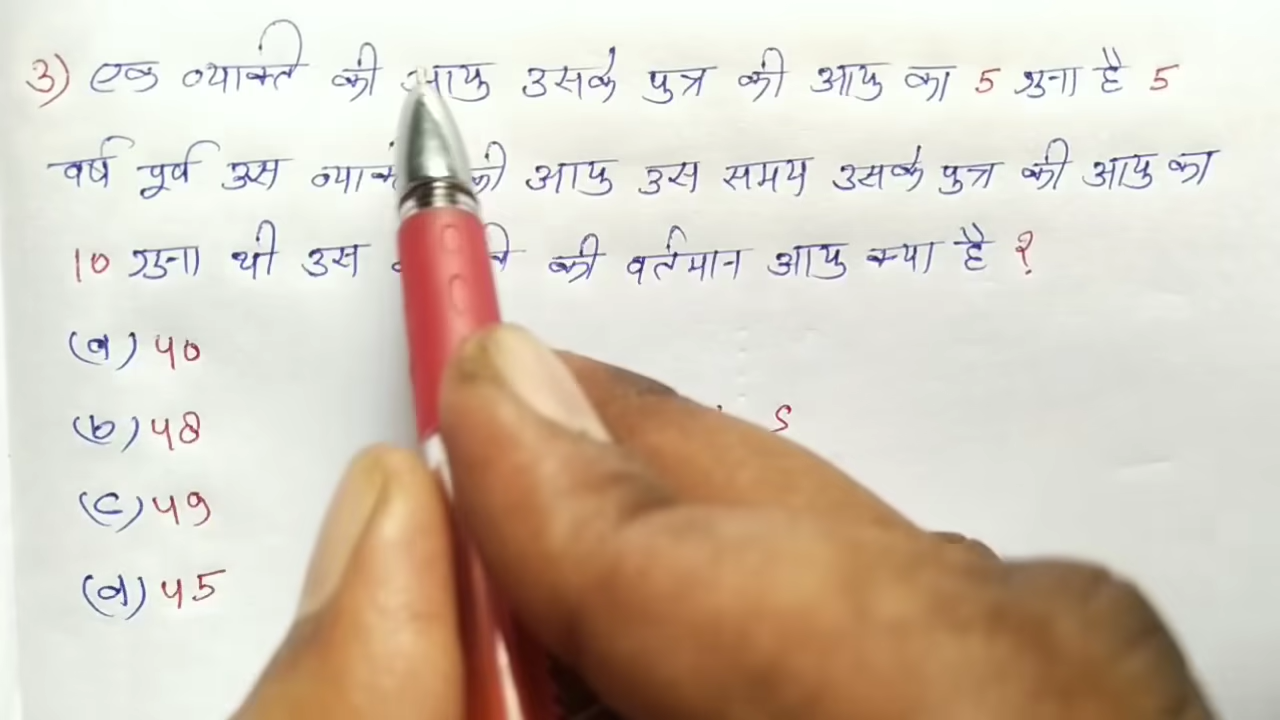 3) एक व्यक्ति की आयु उसके पुत्र की आयु का 5 गुना है 5
वर्ष पूर्व उस की आयु उस समय उसके पुत्र की आयु का
10 गुना थी उस की वर्तमान आयु क्या है ?
(a) 40
(b) 48
(c) 49
(d) 45
S